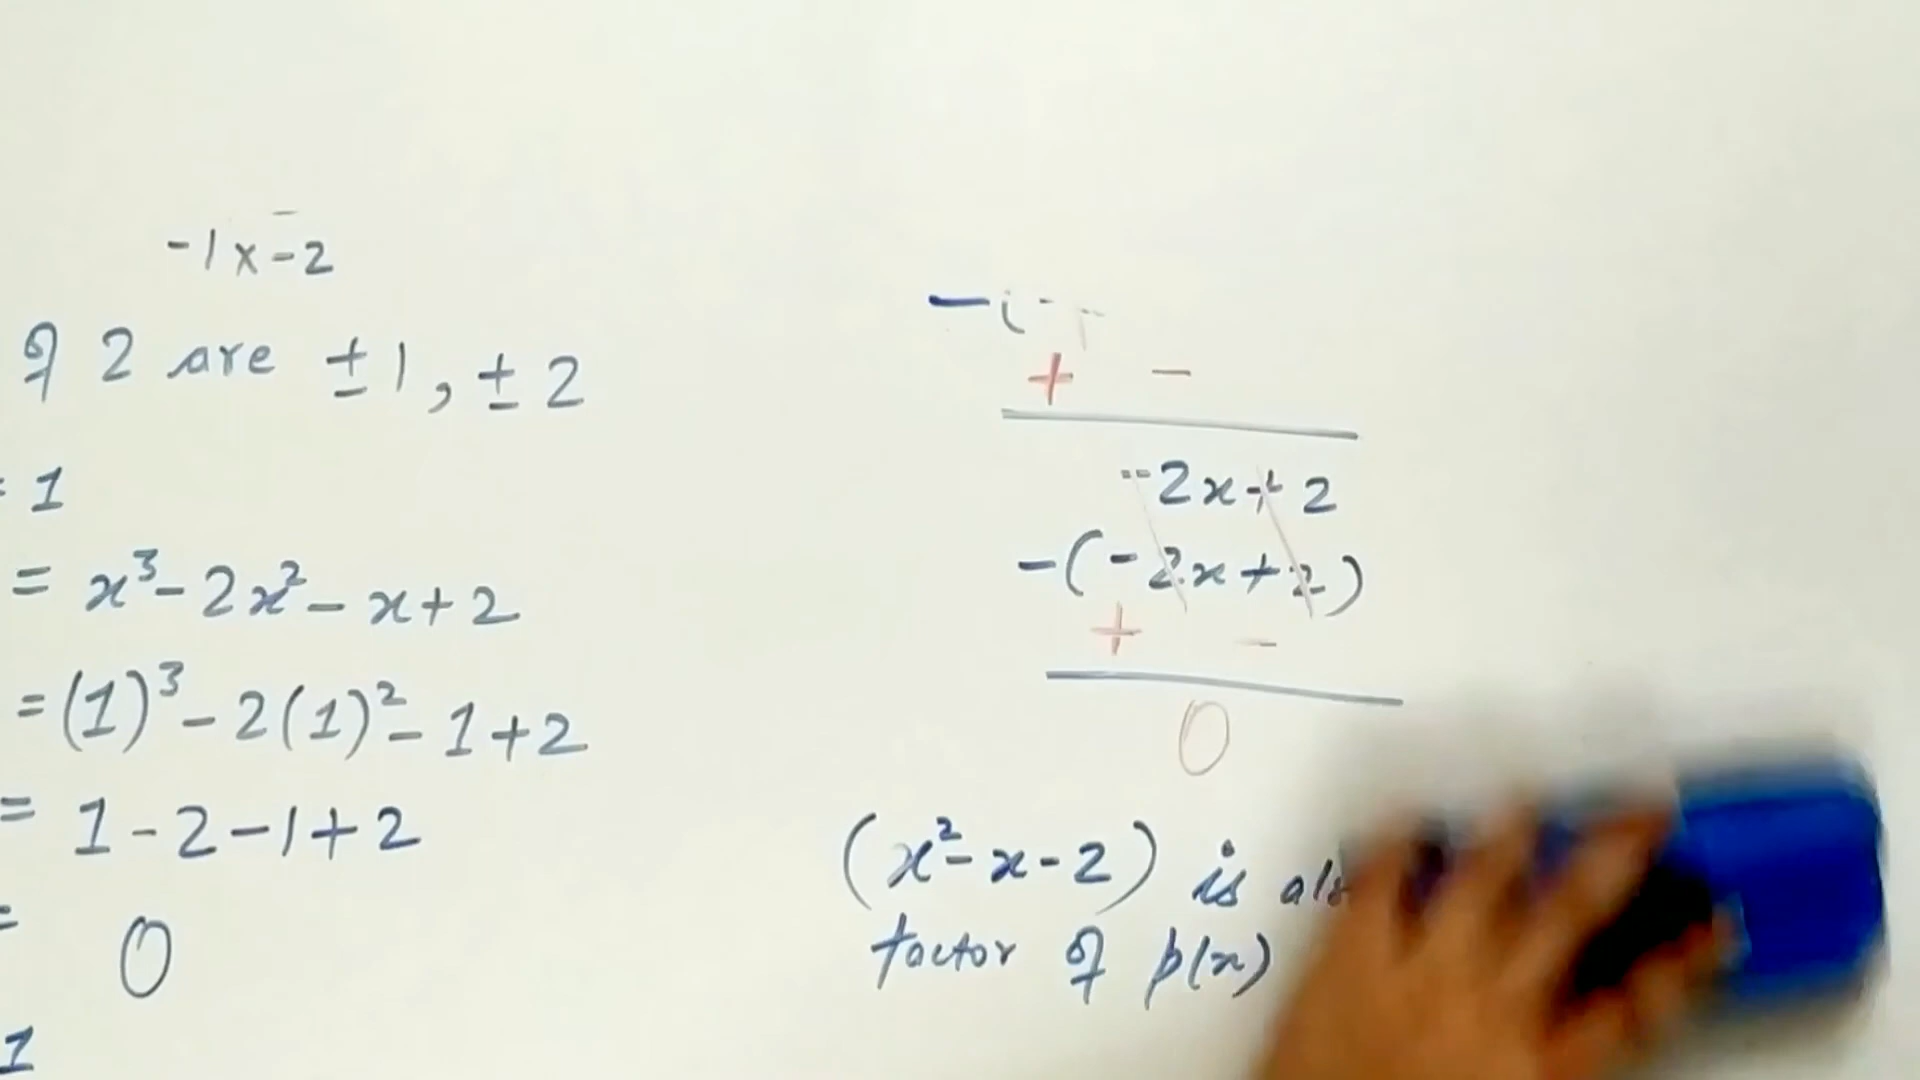 -1x-2
of 2 are ±1, ±2
= 1
= x³-2x²-x+2
=(1)³-2(1)²-1+2
= 1-2-1+2
= 0
1
-(-
+ -
-2x+2
-(-2x+2)
+ -
0
(x²-x-2) is
factor of p(x)